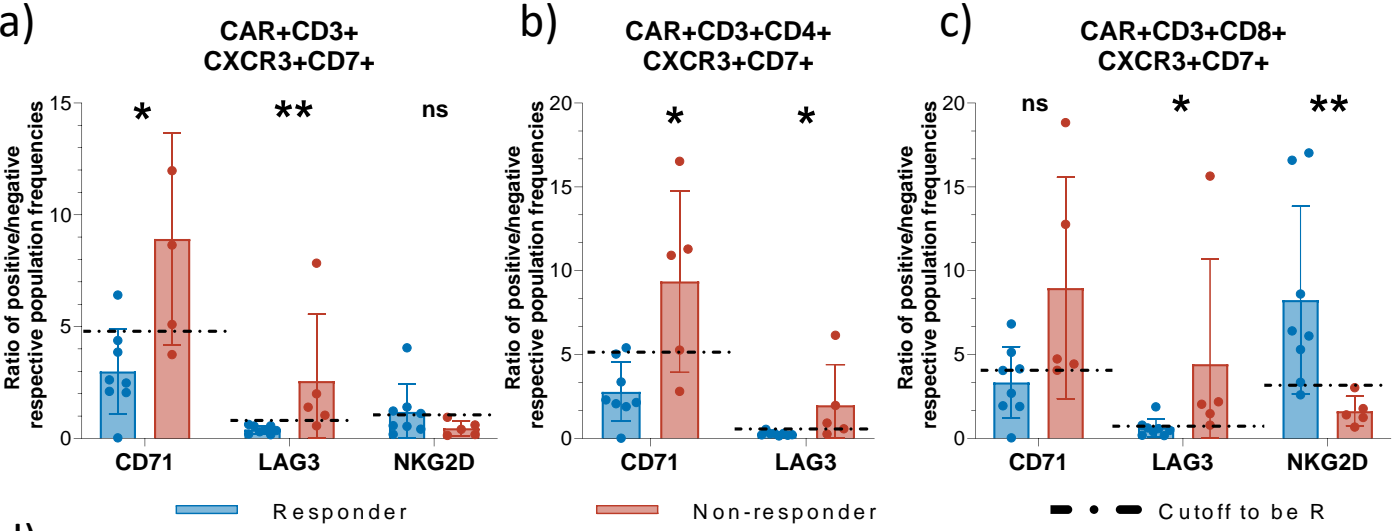 a)
CAR+CD3+
CXCR3+CD7+
Ratio of positive/negative
respective population frequencies
15
10
5
0
*
**
ns
CD71
LAG3
NKG2D
b)
CAR+CD3+CD4+
CXCR3+CD7+
Ratio of positive/negative
respective population frequencies
20
15
10
5
0
*
*
CD71
LAG3
c)
CAR+CD3+CD8+
CXCR3+CD7+
Ratio of positive/negative
respective population frequencies
20
15
10
5
0
ns
*
**
CD71
LAG3
NKG2D
Responder
Non-responder
Cutoff to be R